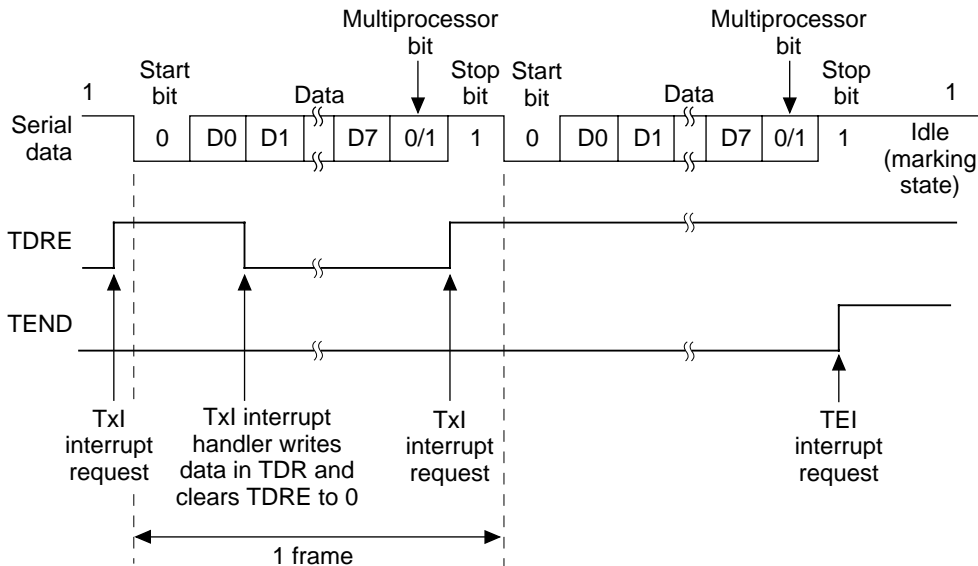 Multiprocessor
bit
Multiprocessor
bit
1
Start
bit
Data
Stop
bit
Start
bit
Data
Stop
bit
1
Serial
data
0 D0 D1 D7 0/1 1 0 D0 D1 D7 0/1 1
Idle
(marking
state)
TDRE
TEND
TxI
interrupt
request
TxI interrupt
handler writes
data in TDR and
clears TDRE to 0
TxI
interrupt
request
TEI
interrupt
request
1 frame